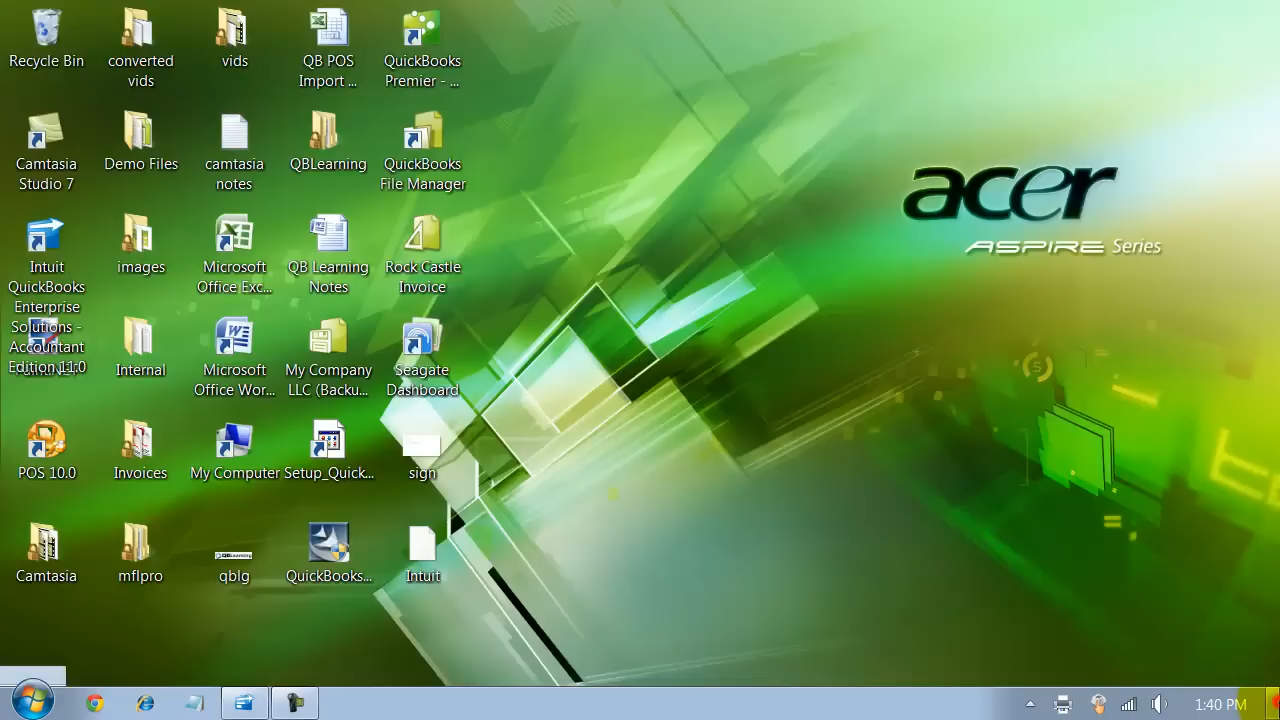 Recycle Bin
converted
vids
vids
QB POS
Import ...
QuickBooks
Premier - ...
Camtasia
Studio 7
Demo Files
camtasia
notes
QBLearning
QuickBooks
File Manager
Intuit
QuickBooks
Enterprise
Solutions -
Accountant
Edition 11.0
images
Microsoft
Office Exc...
QB Learning
Notes
Rock Castle
Invoice
Internal
Microsoft
Office Wor...
My Company
LLC (Backu...
Seagate
Dashboard
POS 10.0
Invoices
My Computer
Setup_Quick...
sign
Camtasia
mflpro
qblg
QuickBooks...
Intuit
acer
ASPIRE Series
QBLearning
1:40 PM